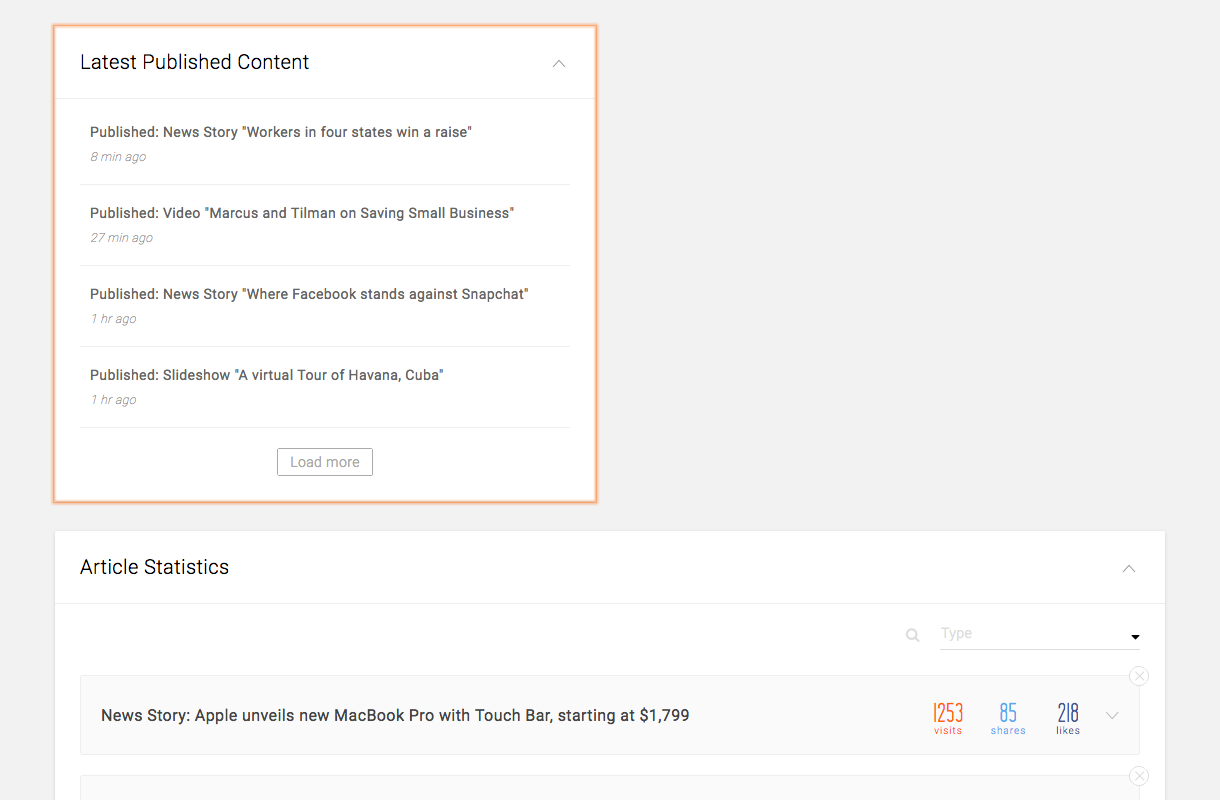 Latest Published Content
Published: News Story "Workers in four states win a raise"
8 min ago
Published: Video "Marcus and Tilman on Saving Small Business"
27 min ago
Published: News Story "Where Facebook stands against Snapchat"
1 hr ago
Published: Slideshow "A virtual Tour of Havana, Cuba"
1 hr ago
Load more
Article Statistics
Type
News Story: Apple unveils new MacBook Pro with Touch Bar, starting at $1,799
1253 85 218
visits shares likes